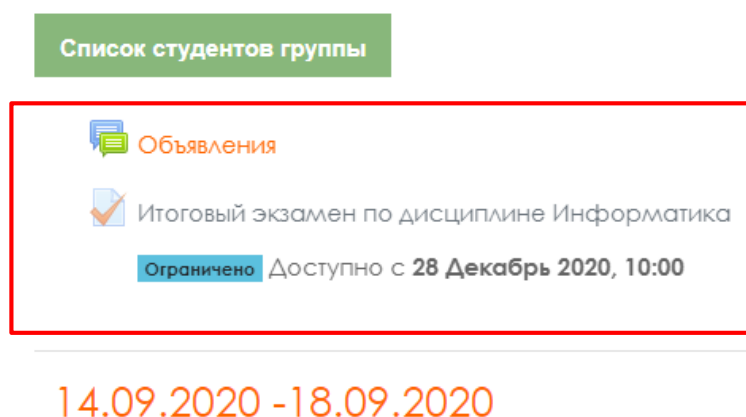 Список студентов группы
Объявления
Итоговый экзамен по дисциплине Информатика
Ограничено Доступно с 28 Декабрь 2020, 10:00
14.09.2020 -18.09.2020